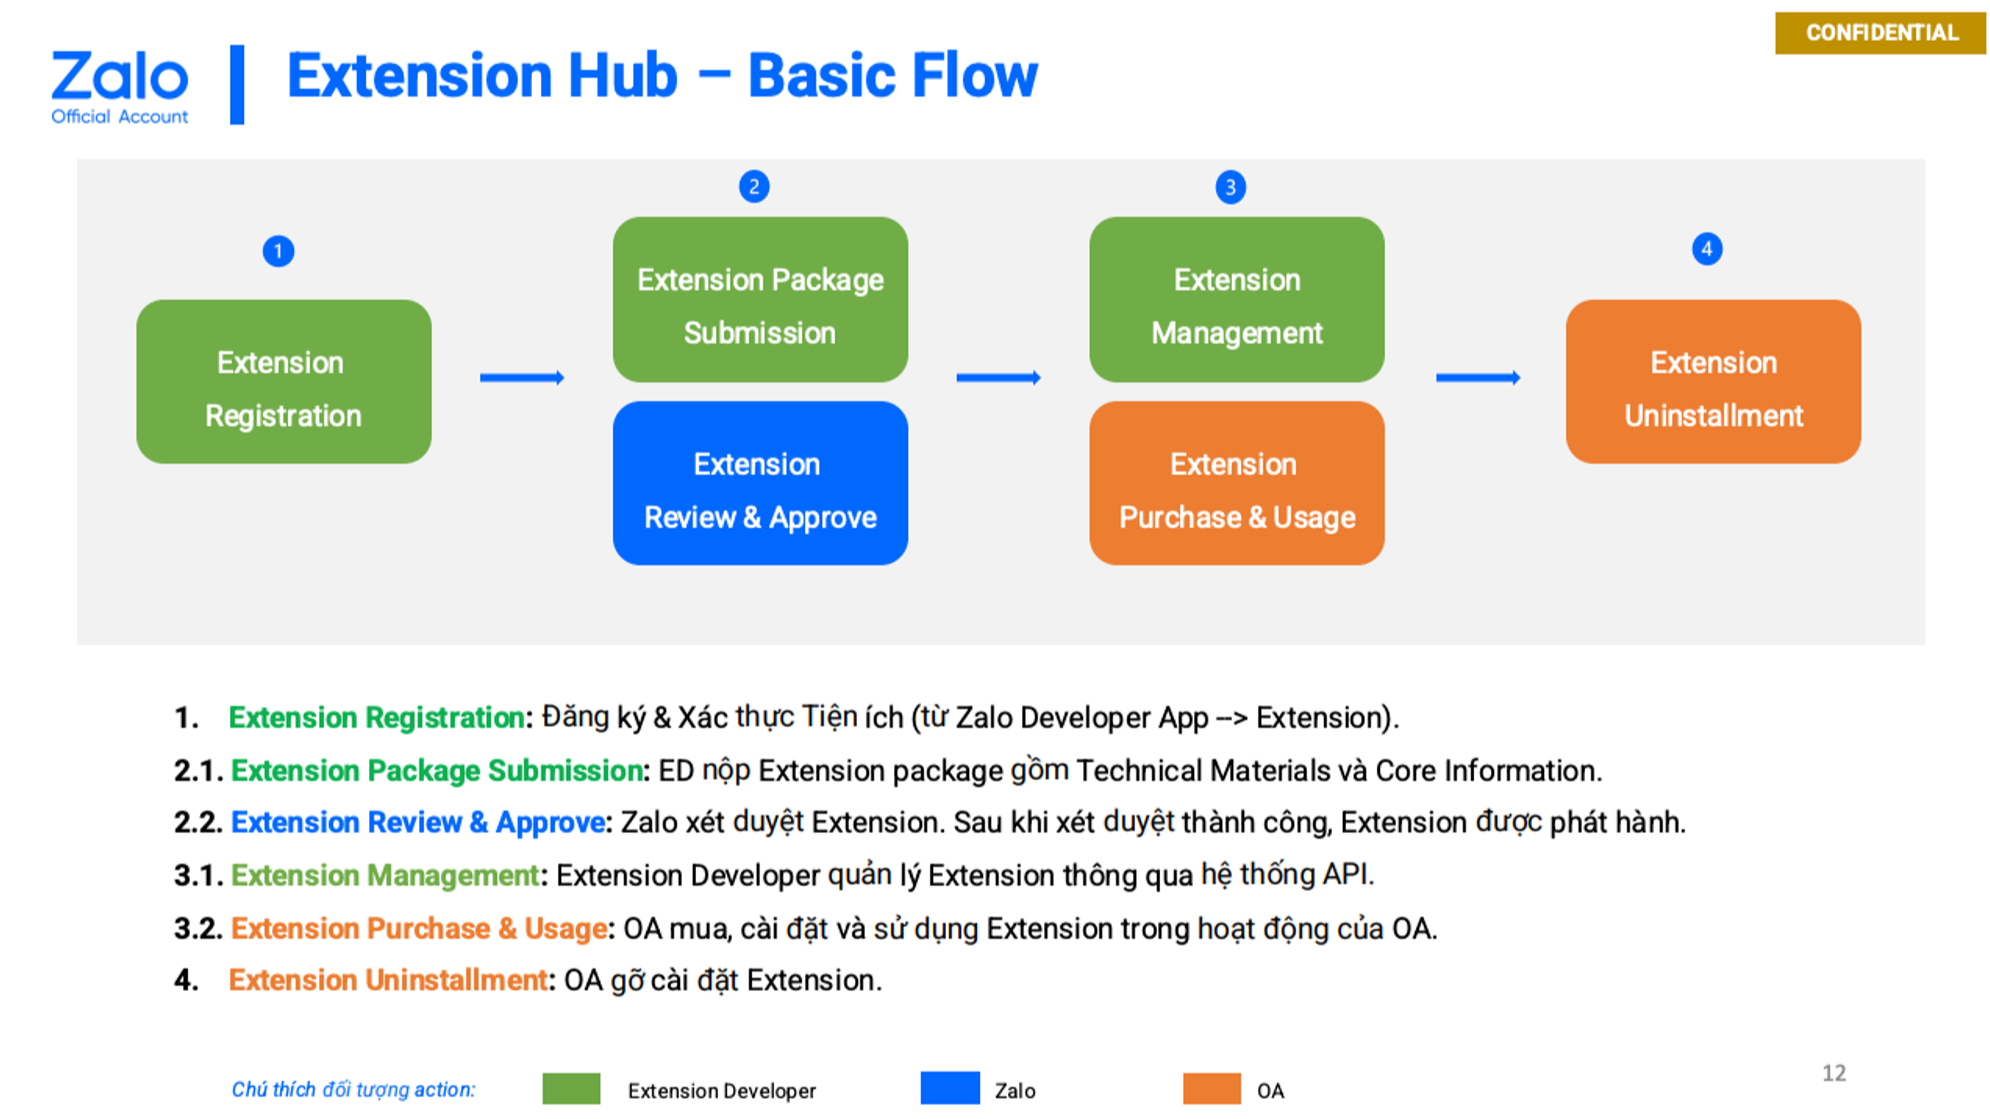 CONFIDENTIAL
Zalo
Official Account
Extension Hub – Basic Flow
1
Extension
Registration
2
Extension Package
Submission
Extension
Review & Approve
3
Extension
Management
Extension
Purchase & Usage
4
Extension
Uninstallment
1. Extension Registration: Đăng ký & Xác thực Tiện ích (từ Zalo Developer App --> Extension).
2.1. Extension Package Submission: ED nộp Extension package gồm Technical Materials và Core Information.
2.2. Extension Review & Approve: Zalo xét duyệt Extension. Sau khi xét duyệt thành công, Extension được phát hành.
3.1. Extension Management: Extension Developer quản lý Extension thông qua hệ thống API.
3.2. Extension Purchase & Usage: OA mua, cài đặt và sử dụng Extension trong hoạt động của OA.
4. Extension Uninstallment: OA gỡ cài đặt Extension.
Chú thích đối tượng action:
Extension Developer
Zalo
OA
12